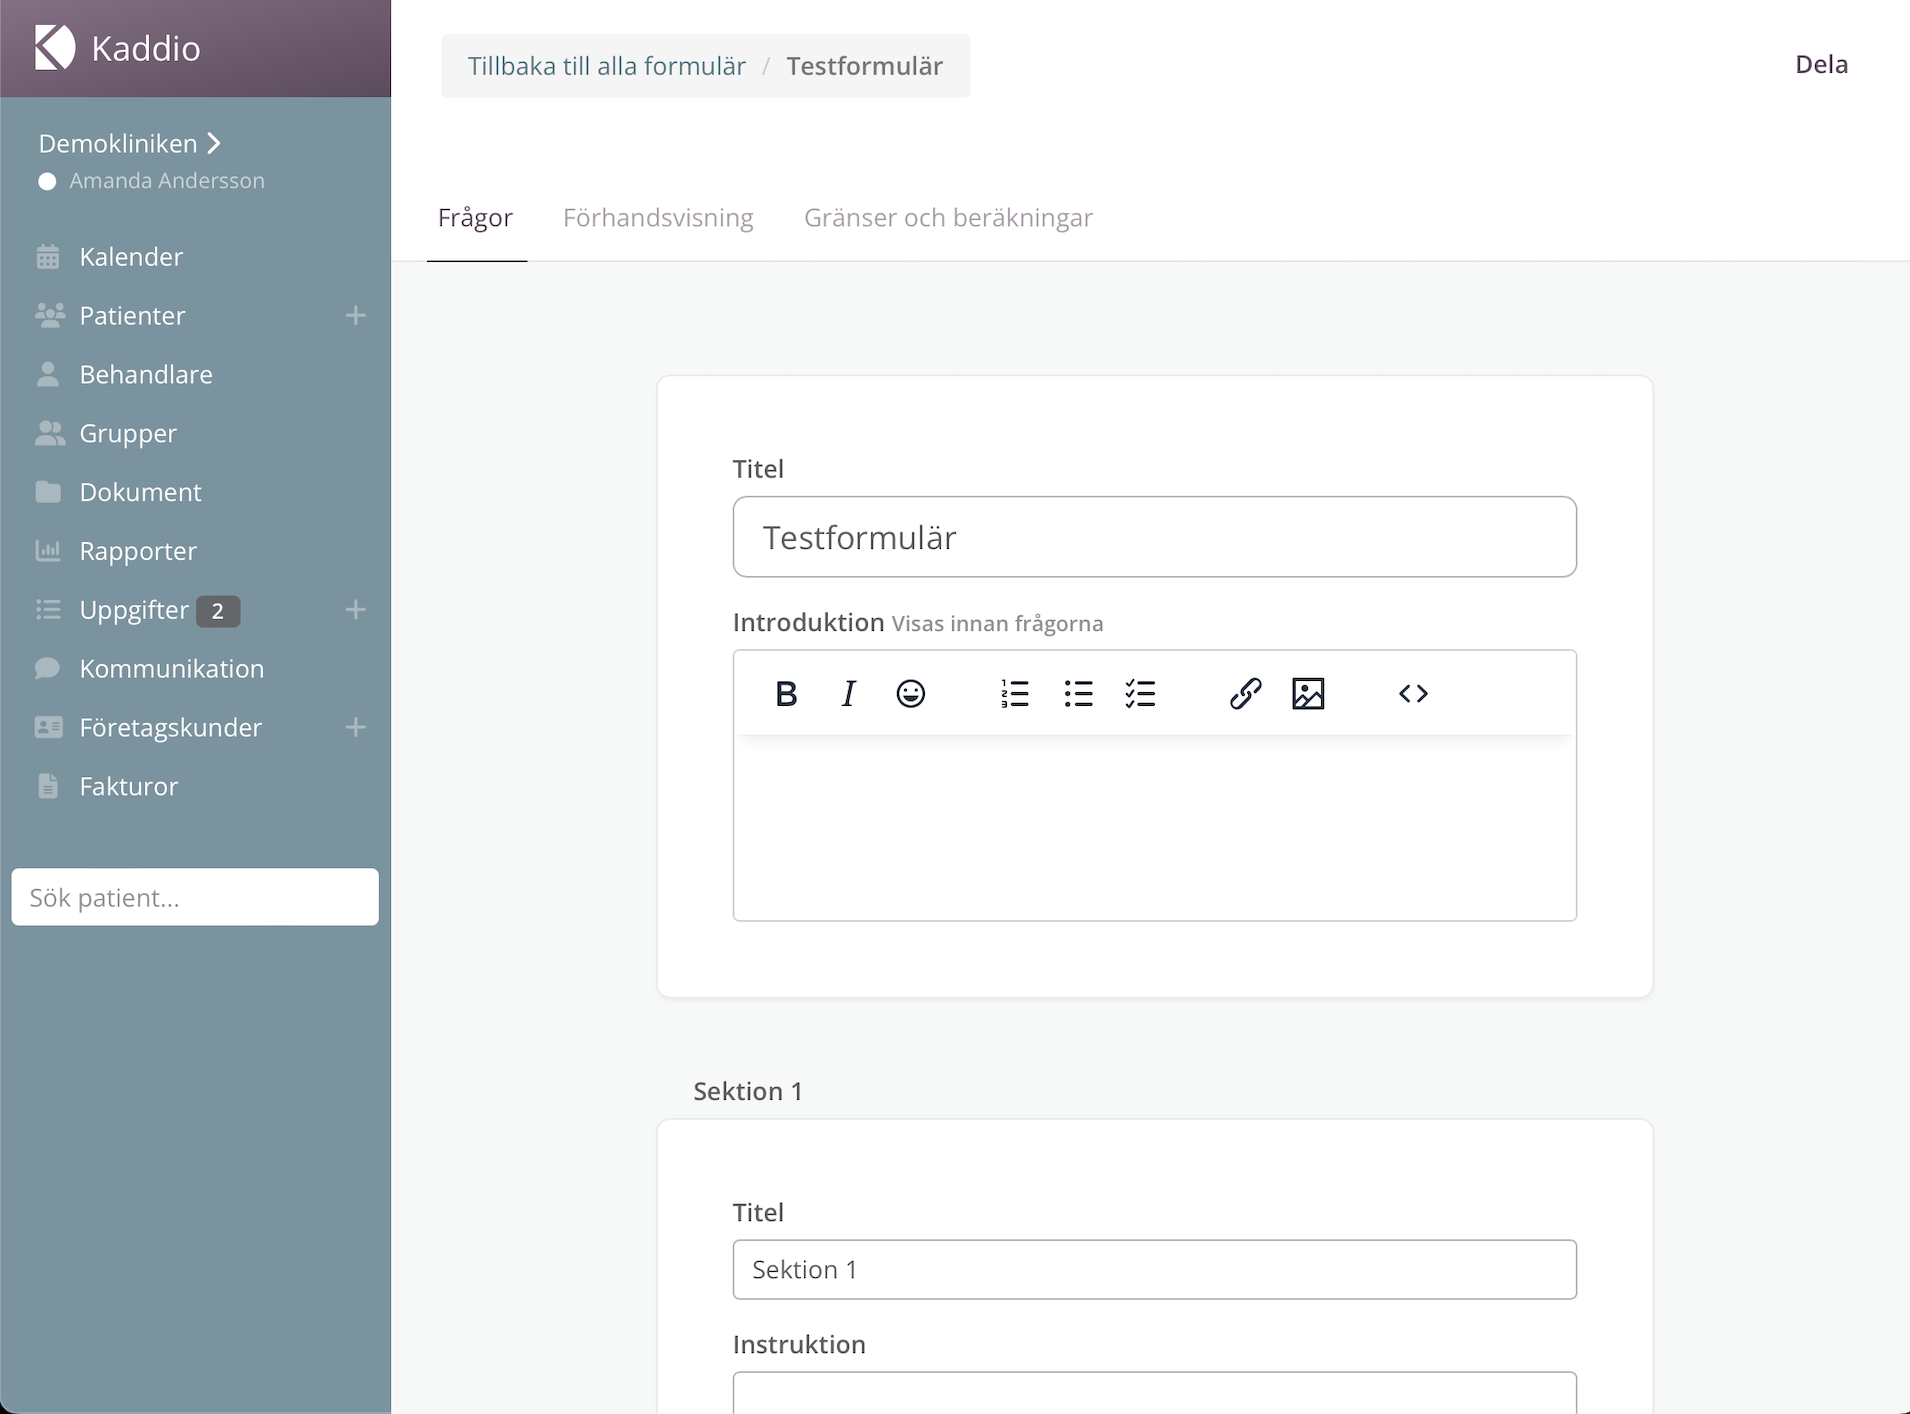 Kaddio
Demokliniken
Amanda Andersson
Kalender
Patienter
Behandlare
Grupper
Dokument
Rapporter
Uppgifter 2
Kommunikation
Företagskunder
Fakturor
Sök patient...
Tillbaka till alla formulär / Testformulär
Dela
Frågor Förhandsvisning Gränser och beräkningar
Titel
Testformulär
Introduktion Visas innan frågorna
Sektion 1
Titel
Sektion 1
Instruktion